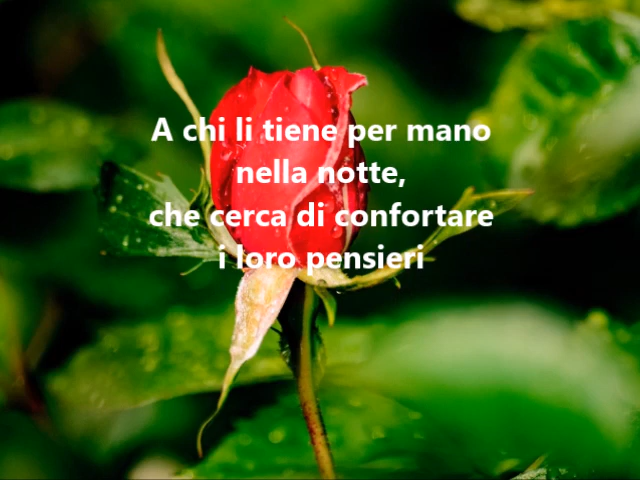 A chi li tiene per mano
nella notte,
che cerca di confortare
i loro pensieri